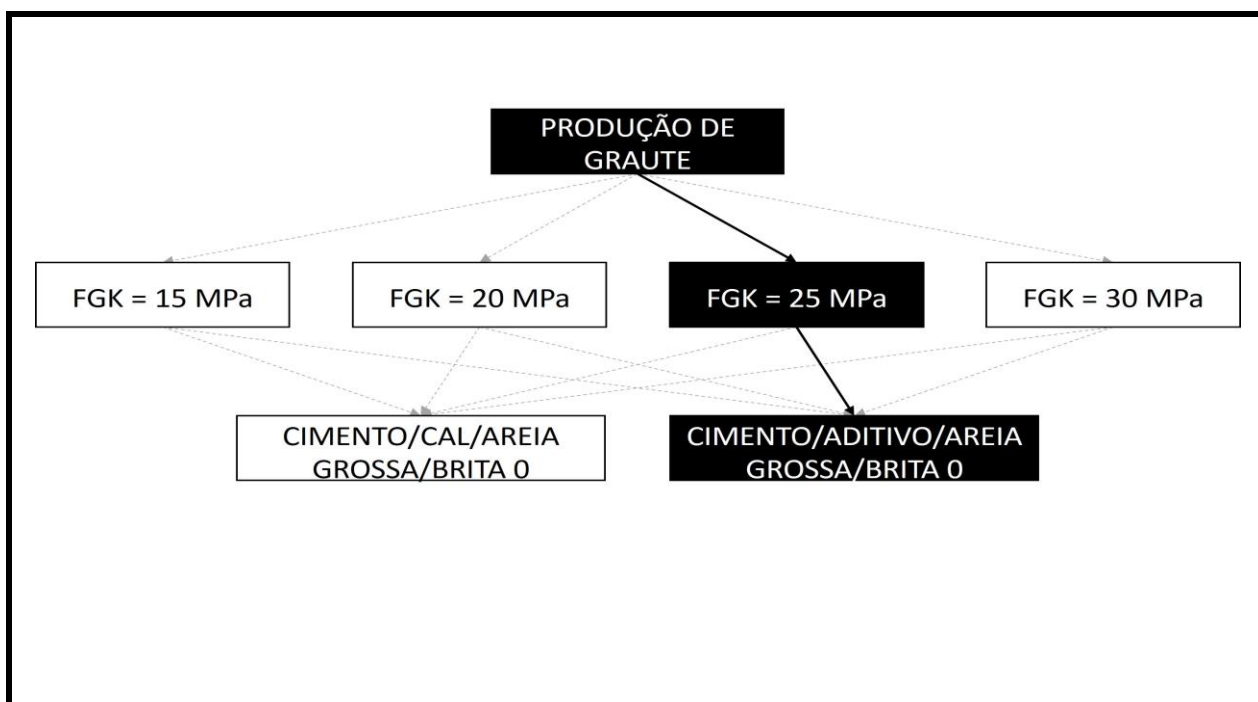 PRODUÇÃO DE
GRAUTE
FGK = 15 MPa
FGK = 20 MPa
FGK = 25 MPa
FGK = 30 MPa
CIMENTO/CAL/AREIA
GROSSA/BRITA 0
CIMENTO/ADITIVO/AREIA
GROSSA/BRITA 0